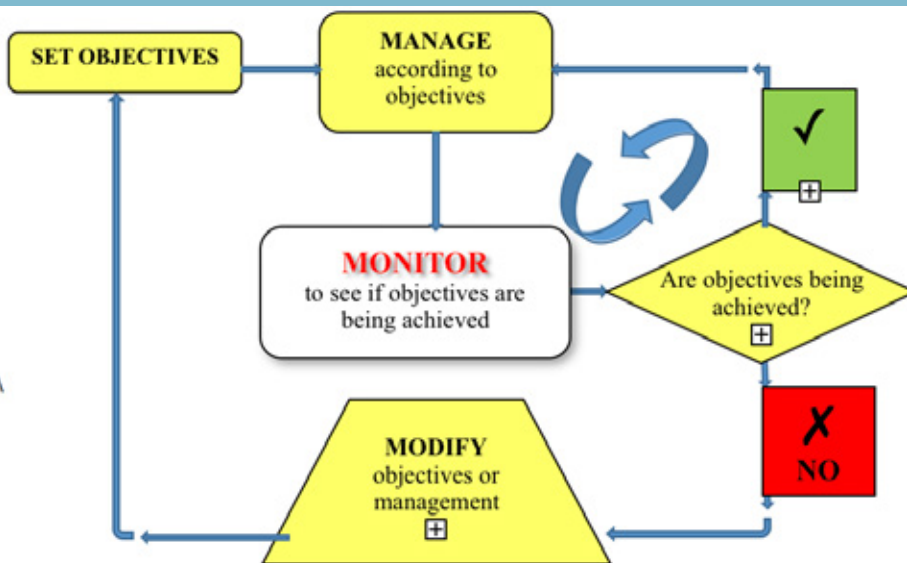 SET OBJECTIVES
MANAGE
according to
objectives
✓
MONITOR
to see if objectives are
being achieved
Are objectives being
achieved?
✗
NO
MODIFY
objectives or
management